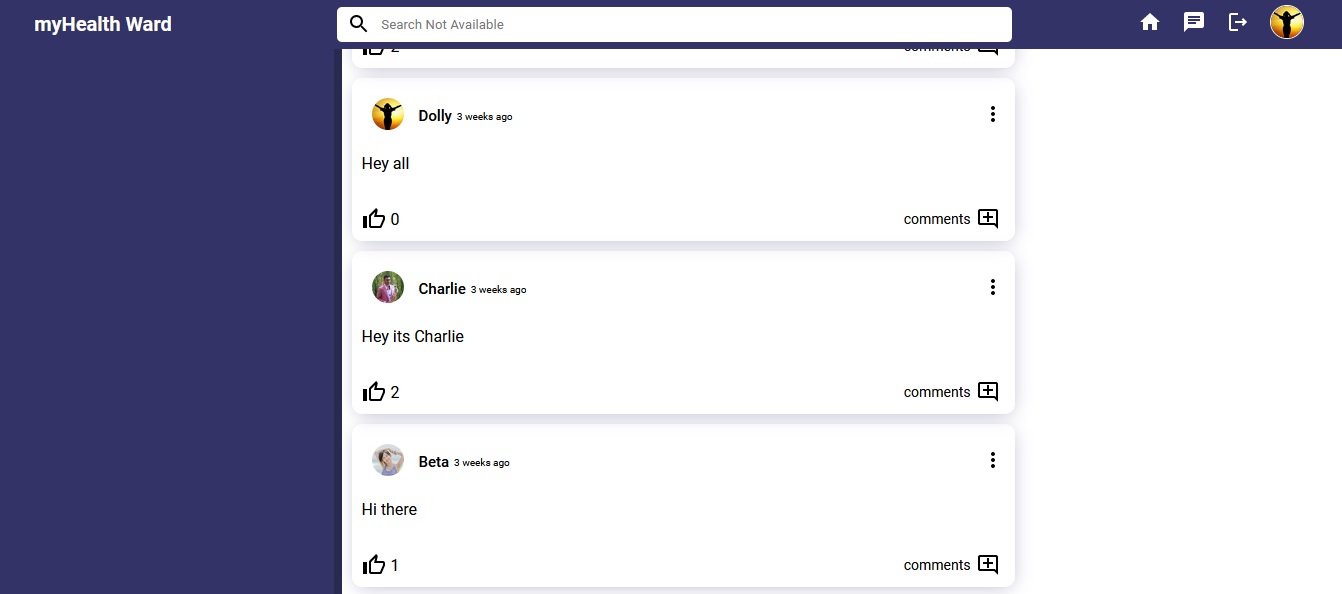 myHealth Ward
Search Not Available
2 comments
Dolly 3 weeks ago
Hey all
0 comments
Charlie 3 weeks ago
Hey its Charlie
2 comments
Beta 3 weeks ago
Hi there
1 comments